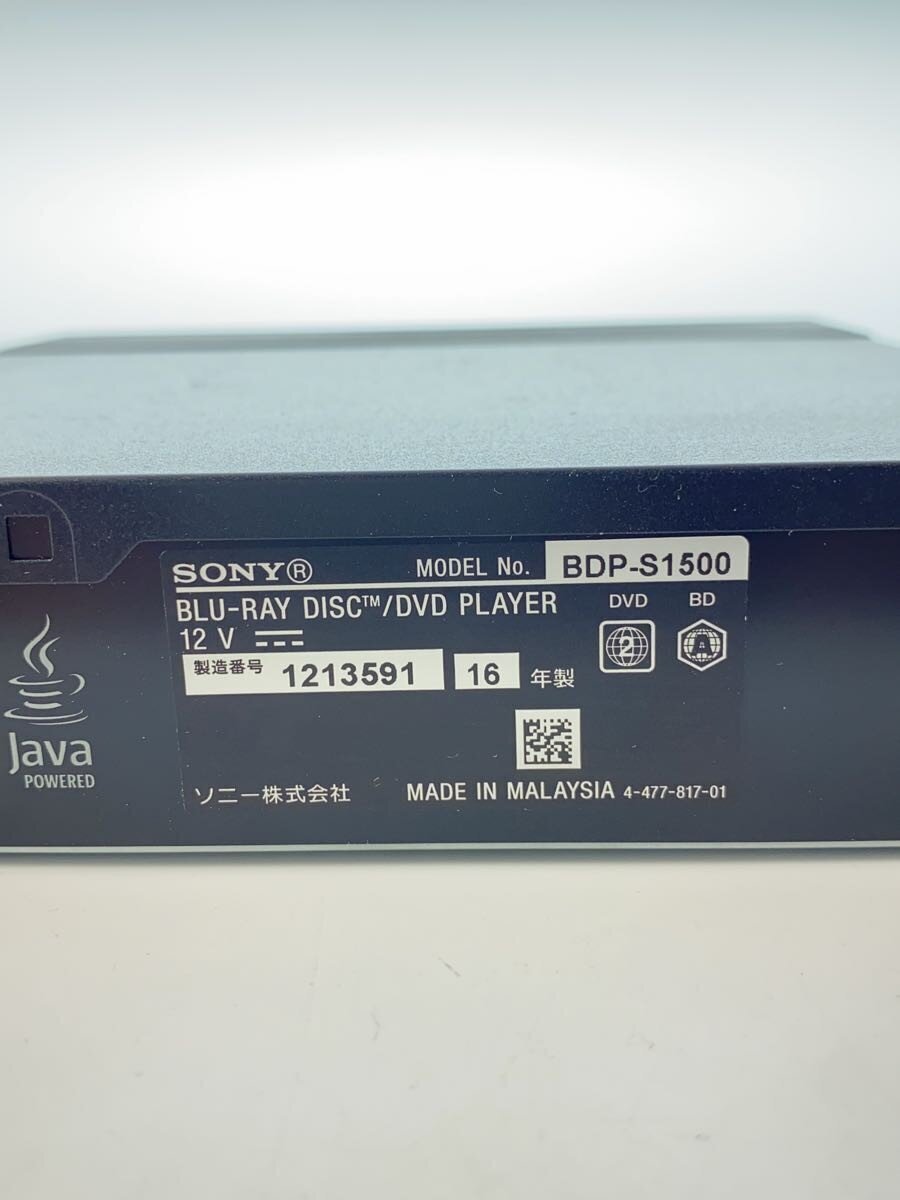 SONY® MODEL No. BDP-S1500
BLU-RAY DISC™/DVD PLAYER DVD BD
12 V
2 A
製造番号 1213591 16 年製
Java
POWERED
ソニー株式会社 MADE IN MALAYSIA 4-477-817-01